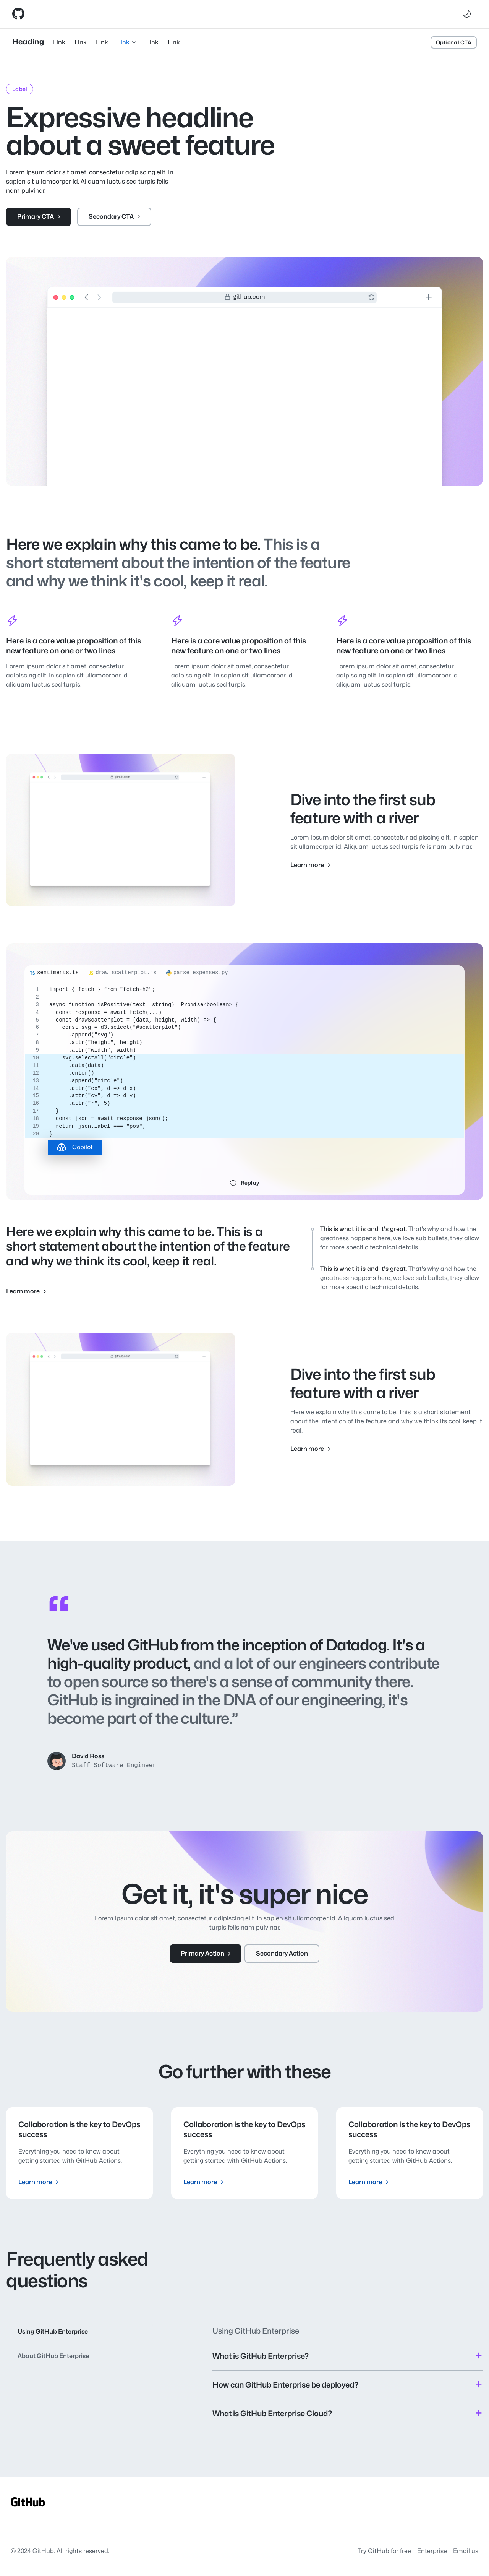 Heading Link Link Link Link Link Link Optional CTA
Label
Expressive headline
about a sweet feature
Lorem ipsum dolor sit amet, consectetur adipiscing elit. In
sapien sit ullamcorper id. Aliquam luctus sed turpis felis
nam pulvinar.
Primary CTA Secondary CTA
github.com
Here we explain why this came to be. This is a
short statement about the intention of the feature
and why we think it's cool, keep it real.
Here is a core value proposition of this
new feature on one or two lines
Lorem ipsum dolor sit amet, consectetur
adipiscing elit. In sapien sit ullamcorper id
aliquam luctus sed turpis.
Here is a core value proposition of this
new feature on one or two lines
Lorem ipsum dolor sit amet, consectetur
adipiscing elit. In sapien sit ullamcorper id
aliquam luctus sed turpis.
Here is a core value proposition of this
new feature on one or two lines
Lorem ipsum dolor sit amet, consectetur
adipiscing elit. In sapien sit ullamcorper id
aliquam luctus sed turpis.
github.com
Dive into the first sub
feature with a river
Lorem ipsum dolor sit amet, consectetur adipiscing elit. In sapien
sit ullamcorper id. Aliquam luctus sed turpis felis nam pulvinar.
Learn more
TS sentiments.ts draw_scatterplot.js parse_expenses.py
1 import { fetch } from "fetch-h2";
2
3 async function isPositive(text: string): Promise<boolean> {
4 const response = await fetch(...)
5 const drawScatterplot = (data, height, width) => {
6 const svg = d3.select("#scatterplot")
7 .append("svg")
8 .attr("height", height)
9 .attr("width", width)
10 svg.selectAll("circle")
11 .data(data)
12 .enter()
13 .append("circle")
14 .attr("cx", d => d.x)
15 .attr("cy", d => d.y)
16 .attr("r", 5)
17 }
18 const json = await response.json();
19 return json.label === "pos";
20 }
Copilot
Replay
Here we explain why this came to be. This is a
short statement about the intention of the feature
and why we think its cool, keep it real.
Learn more
This is what it is and it's great. That's why and how the
greatness happens here, we love sub bullets, they allow
for more specific technical details.
This is what it is and it's great. That's why and how the
greatness happens here, we love sub bullets, they allow
for more specific technical details.
github.com
Dive into the first sub
feature with a river
Here we explain why this came to be. This is a short statement
about the intention of the feature and why we think its cool, keep it
real.
Learn more
“
We've used GitHub from the inception of Datadog. It's a
high-quality product, and a lot of our engineers contribute
to open source so there's a sense of community there.
GitHub is ingrained in the DNA of our engineering, it's
become part of the culture.”
David Ross
Staff Software Engineer
Get it, it's super nice
Lorem ipsum dolor sit amet, consectetur adipiscing elit. In sapien sit ullamcorper id. Aliquam luctus sed
turpis felis nam pulvinar.
Primary Action Secondary Action
Go further with these
Collaboration is the key to DevOps
success
Everything you need to know about
getting started with GitHub Actions.
Learn more
Collaboration is the key to DevOps
success
Everything you need to know about
getting started with GitHub Actions.
Learn more
Collaboration is the key to DevOps
success
Everything you need to know about
getting started with GitHub Actions.
Learn more
Frequently asked
questions
Using GitHub Enterprise
About GitHub Enterprise
Using GitHub Enterprise
What is GitHub Enterprise?
How can GitHub Enterprise be deployed?
What is GitHub Enterprise Cloud?
GitHub
© 2024 GitHub. All rights reserved. Try GitHub for free Enterprise Email us